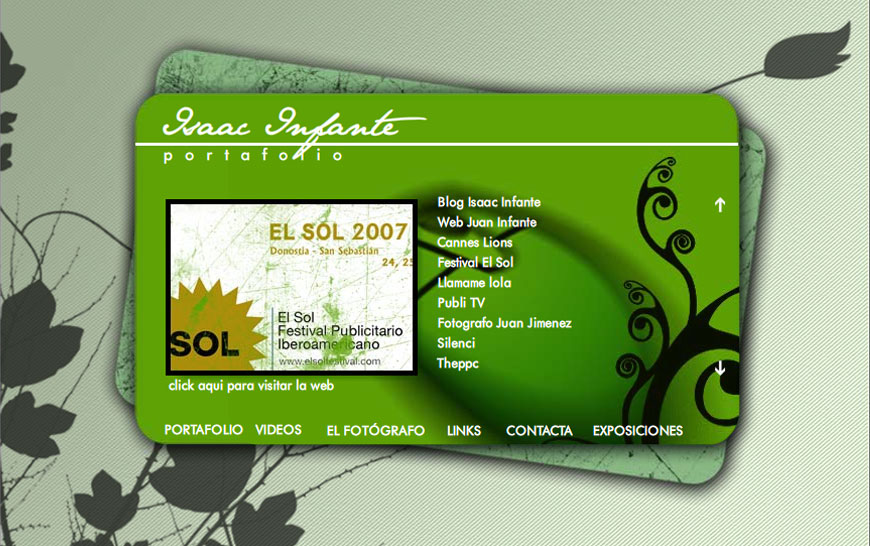 Isaac Infante
portafolio
EL SOL 2007
Donostia - San Sebastián
24, 25
SOL
El Sol
Festival Publicitario
Iberoamericano
www.elsolfestival.com
click aqui para visitar la web
Blog Isaac Infante
Web Juan Infante
Cannes Lions
Festival El Sol
Llamame lola
Publi TV
Fotografo Juan Jimenez
Silenci
Theppc
PORTAFOLIO VIDEOS EL FOTÓGRAFO LINKS CONTACTA EXPOSICIONES